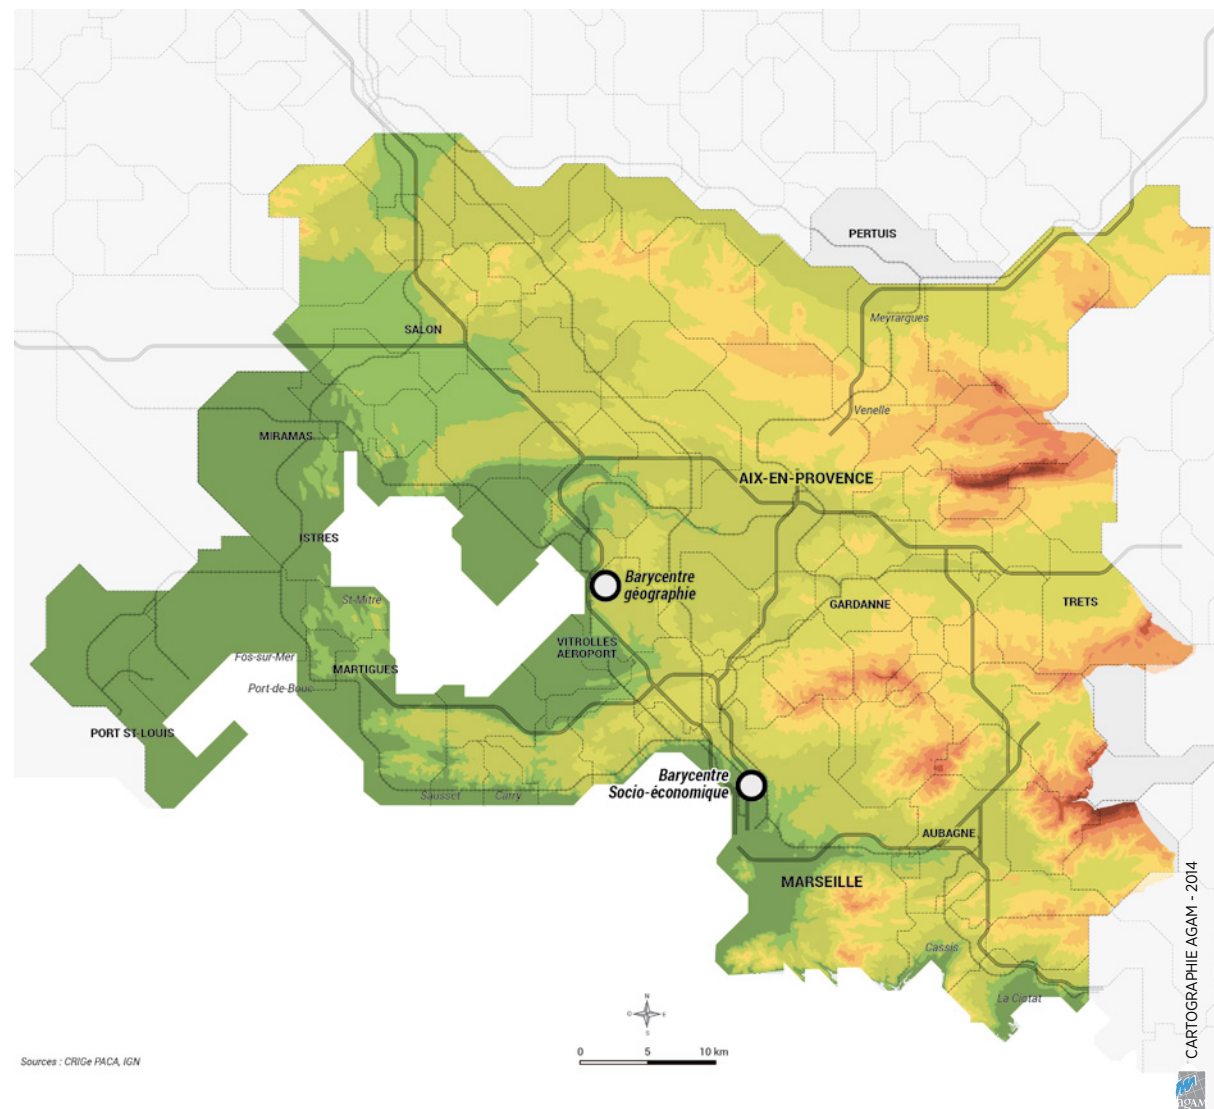 PERTUIS
Meyrargues
SALON
Venelle
MIRAMAS
AIX-EN-PROVENCE
ISTRES
Barycentre
géographie
St-Mitre
GARDANNE
TRETS
VITROLLES
AÉROPORT
Fos-sur-Mer
MARTIGUES
Port-de-Bouc
PORT ST-LOUIS
Barycentre
Socio-économique
Sausset
Carry
AUBAGNE
MARSEILLE
Cassis
La Ciotat
N
O
E
S
0 5 10 km
Sources : CRIGe PACA, IGN
CARTOGRAPHIE AGAM - 2014
agAM